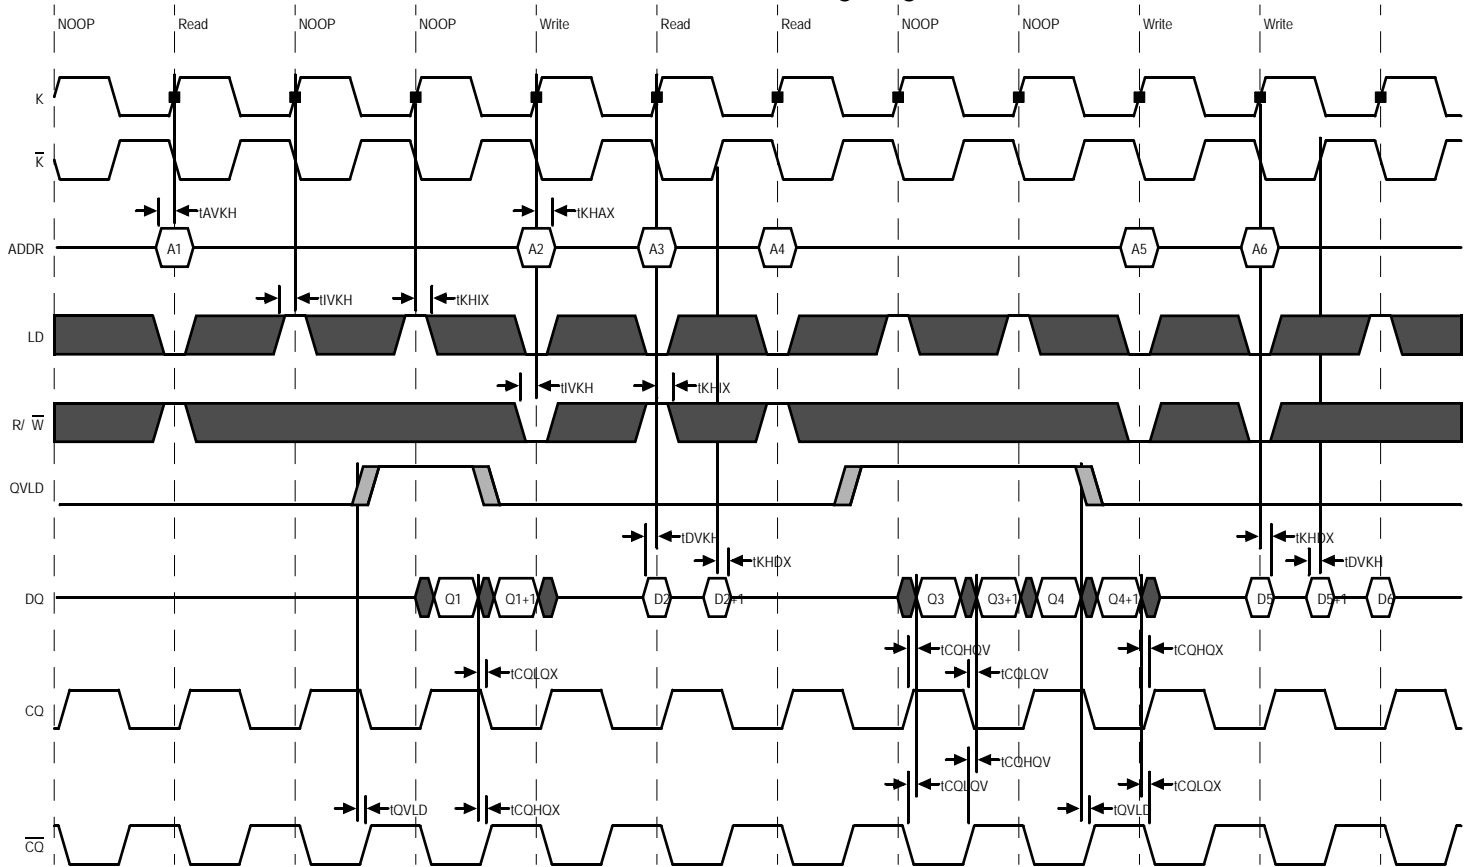 NOOP Read NOOP NOOP Write Read Read NOOP NOOP Write Write
K
K
tAVKH tKHAX
ADDR A1 A2 A3 A4 A5 A6
tIVKH tKHIX
LD
tIVKH tKHIX
R/ W
QVLD
tDVKH tKHDX
tKHDX tDVKH
DQ Q1 Q1+1 D2 D2+1 Q3 Q3+1 Q4 Q4+1 D5 D5+1 D6
tCQHQV tCQHQX
tCQLQX tCQLQV
CQ
tCQHQV
tCQLQV tCQLQX
tQVLD tCQHQX tQVLD
CQ